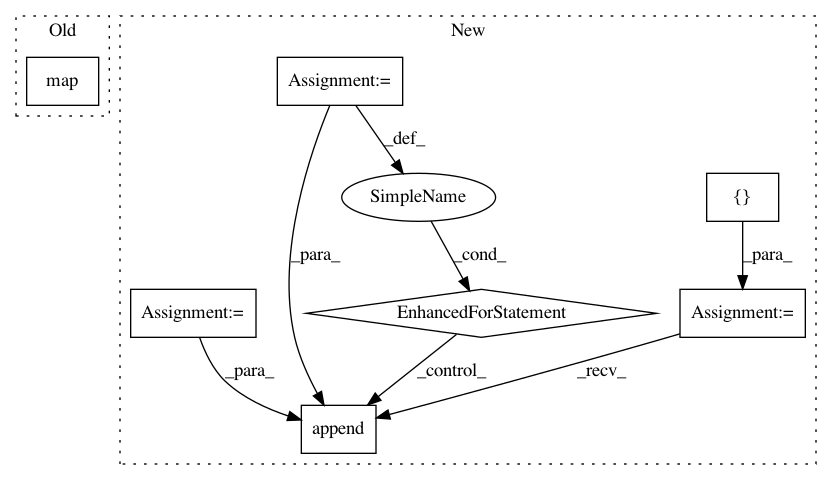 Old
New
map
Assignment:=
_def_
SimpleName
{}
_para_
_cond_
_para_
Assignment:=
EnhancedForStatement
Assignment:=
_para_
_control_
_recv_
append